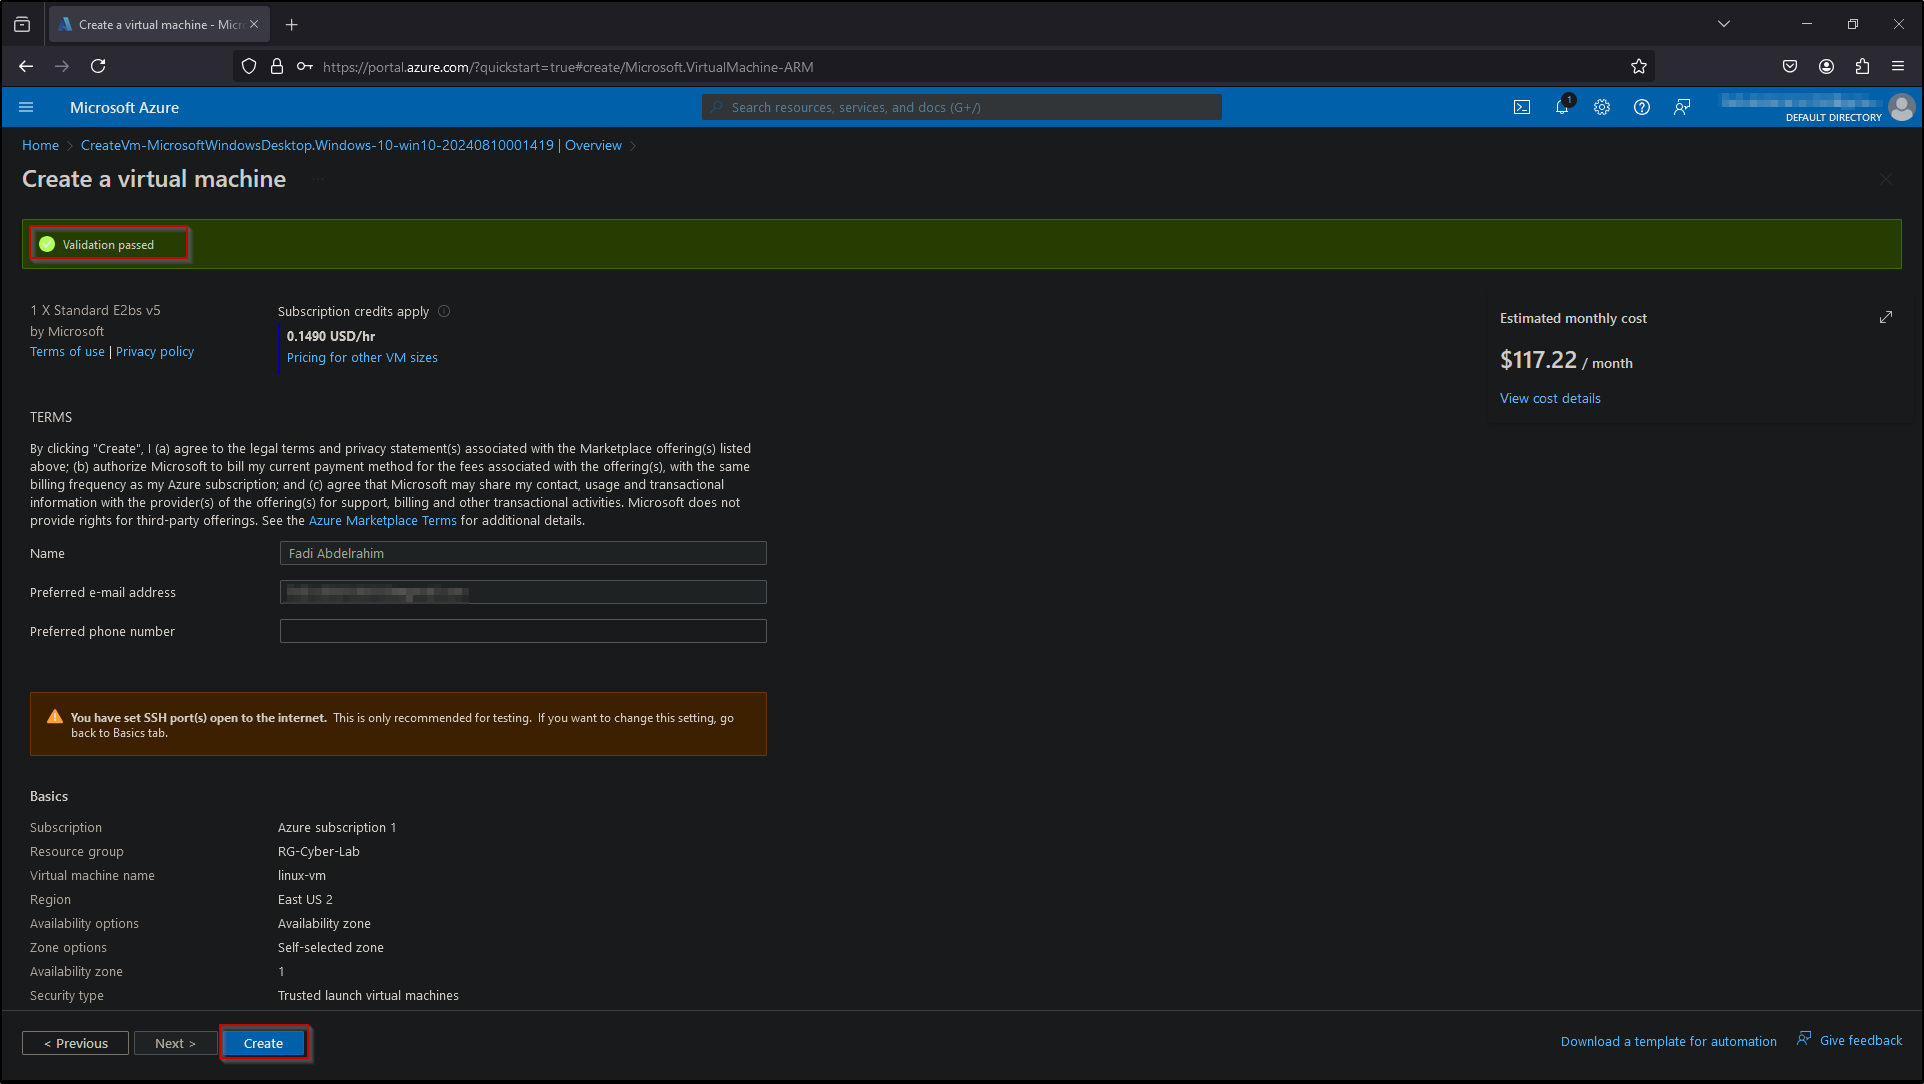 Create a virtual machine - Micr
https://portal.azure.com/?quickstart=true#create/Microsoft.VirtualMachine-ARM
Microsoft Azure
Search resources, services, and docs (G+/)
1
DEFAULT DIRECTORY
Home > CreateVm-MicrosoftWindowsDesktop.Windows-10-win10-20240810001419 | Overview >
Create a virtual machine
Validation passed
1 X Standard E2bs v5
by Microsoft
Terms of use | Privacy policy
Subscription credits apply
0.1490 USD/hr
Pricing for other VM sizes
Estimated monthly cost
$117.22 / month
View cost details
TERMS
By clicking "Create", I (a) agree to the legal terms and privacy statement(s) associated with the Marketplace offering(s) listed
above; (b) authorize Microsoft to bill my current payment method for the fees associated with the offering(s), with the same
billing frequency as my Azure subscription; and (c) agree that Microsoft may share my contact, usage and transactional
information with the provider(s) of the offering(s) for support, billing and other transactional activities. Microsoft does not
provide rights for third-party offerings. See the Azure Marketplace Terms for additional details.
Name Fadi Abdelrahim
Preferred e-mail address
Preferred phone number
You have set SSH port(s) open to the internet. This is only recommended for testing. If you want to change this setting, go
back to Basics tab.
Basics
Subscription Azure subscription 1
Resource group RG-Cyber-Lab
Virtual machine name linux-vm
Region East US 2
Availability options Availability zone
Zone options Self-selected zone
Availability zone 1
Security type Trusted launch virtual machines
< Previous Next > Create
Download a template for automation Give feedback